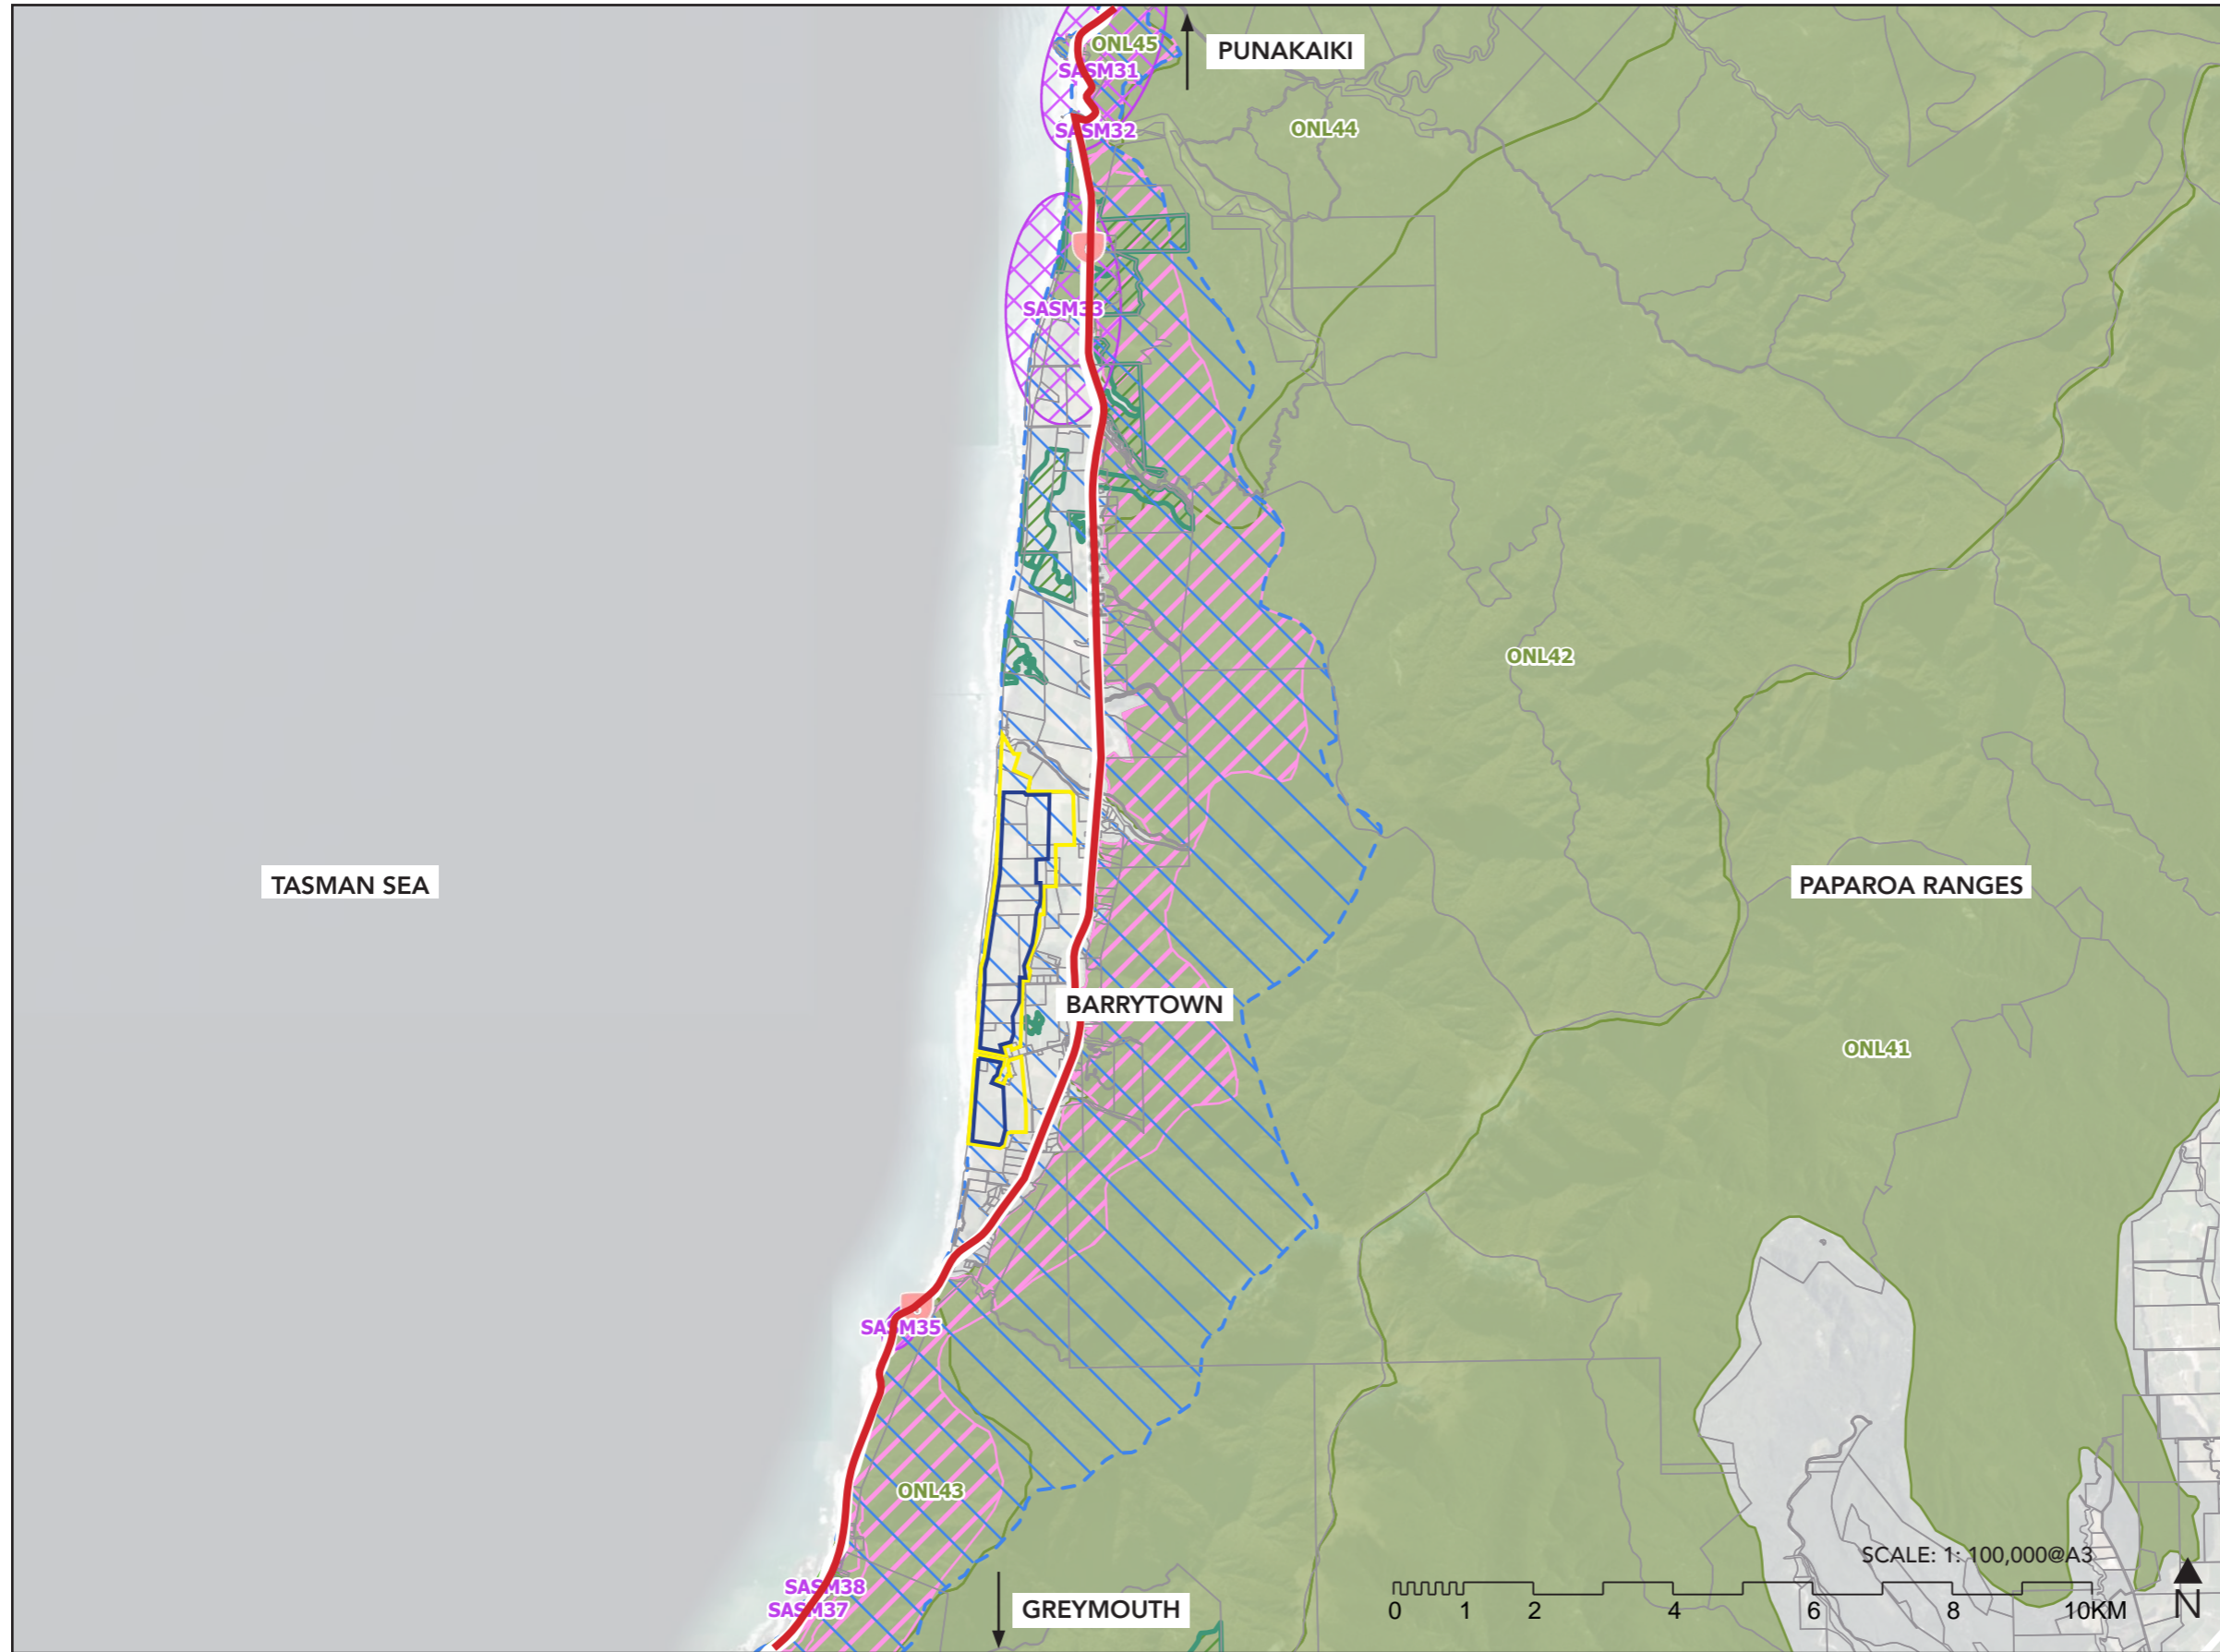 ONL45
PUNAKAIKI
SASM31
SASM32
ONL44
SASM33
ONL42
TASMAN SEA
PAPAROA RANGES
BARRYTOWN
ONL41
SASM35
ONL43
SCALE: 1: 100,000@A3
SASM38
SASM37
GREYMOUTH
0 1 2 4 6 8 10KM
N